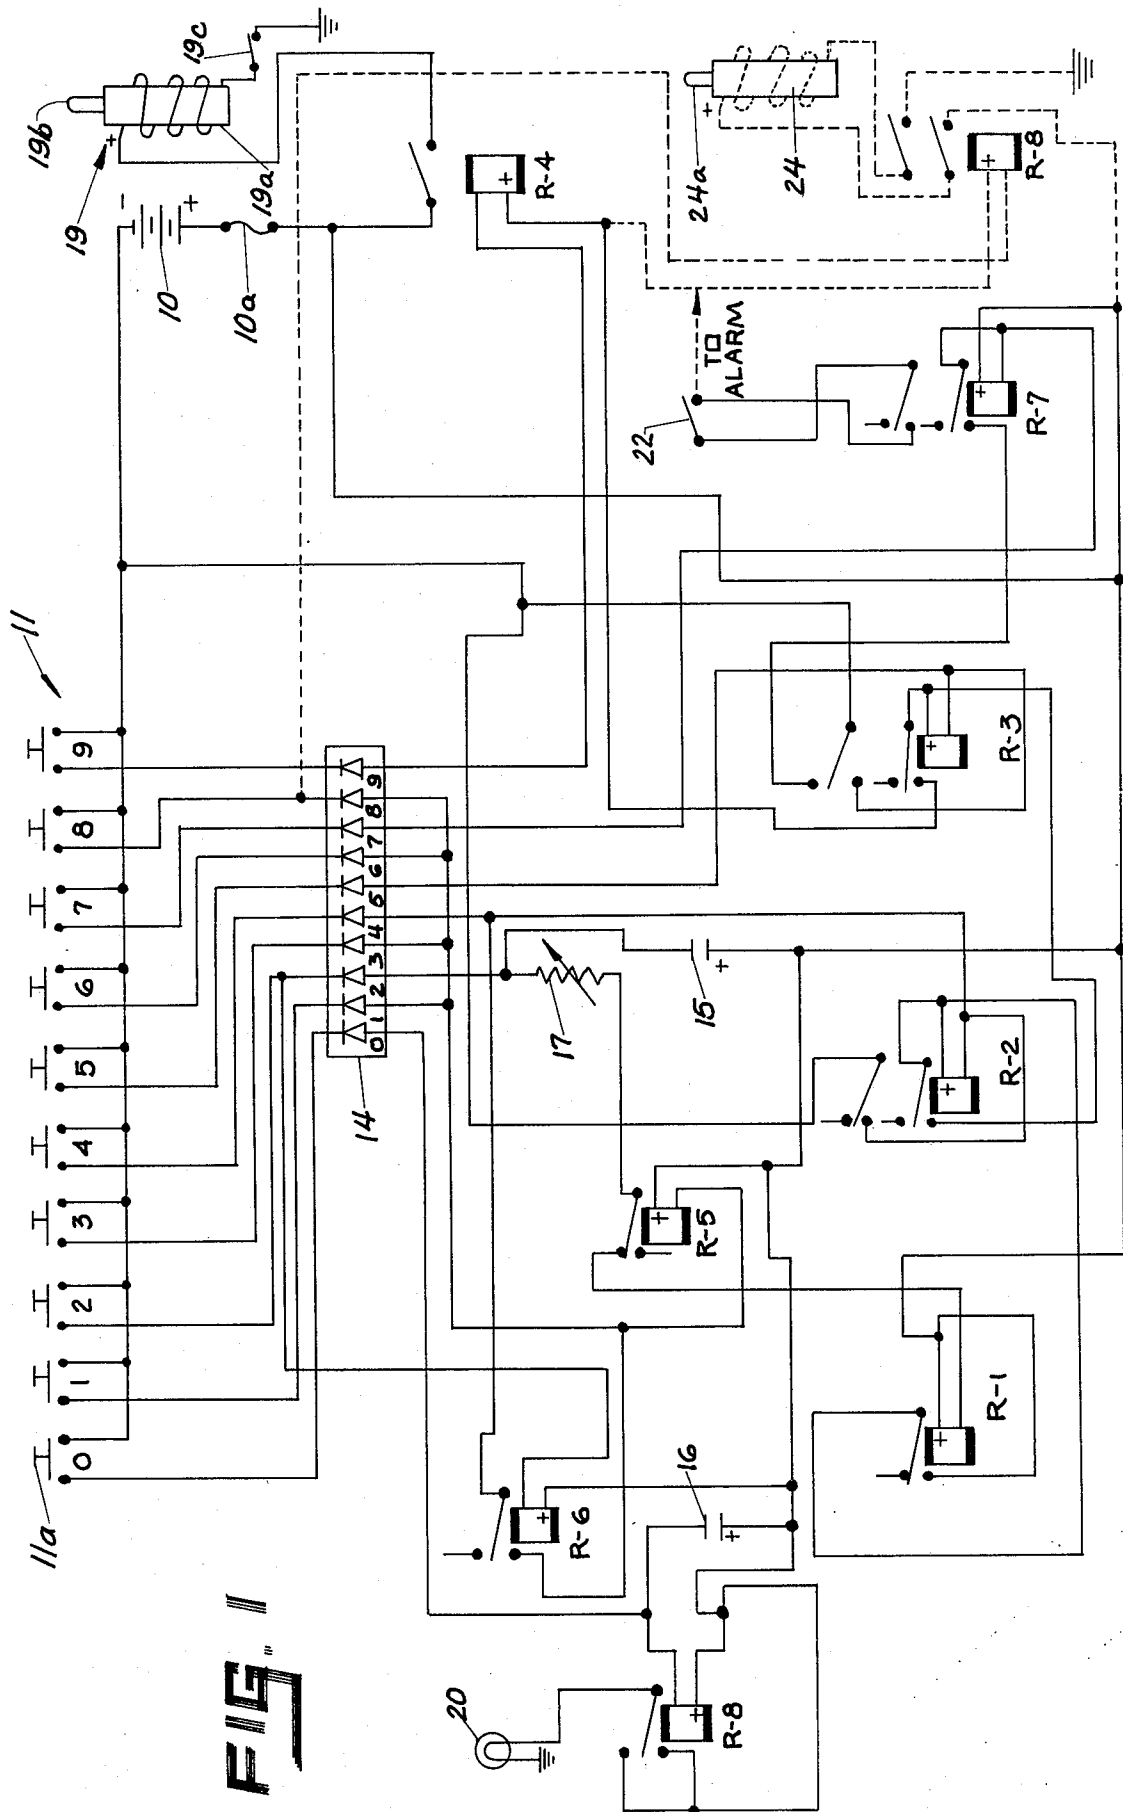 FIG. 1
11a
11
0
1
2
3
4
5
6
7
8
9
19
19b
19c
19a
+
-
10
+
10a
14
0
1
2
3
4
5
6
7
8
9
R-4
+
24a
+
24
R-8
+
22
TO
ALARM
R-7
+
R-3
+
17
15
+
R-2
+
R-5
+
R-1
+
R-6
+
16
+
20
R-8
+